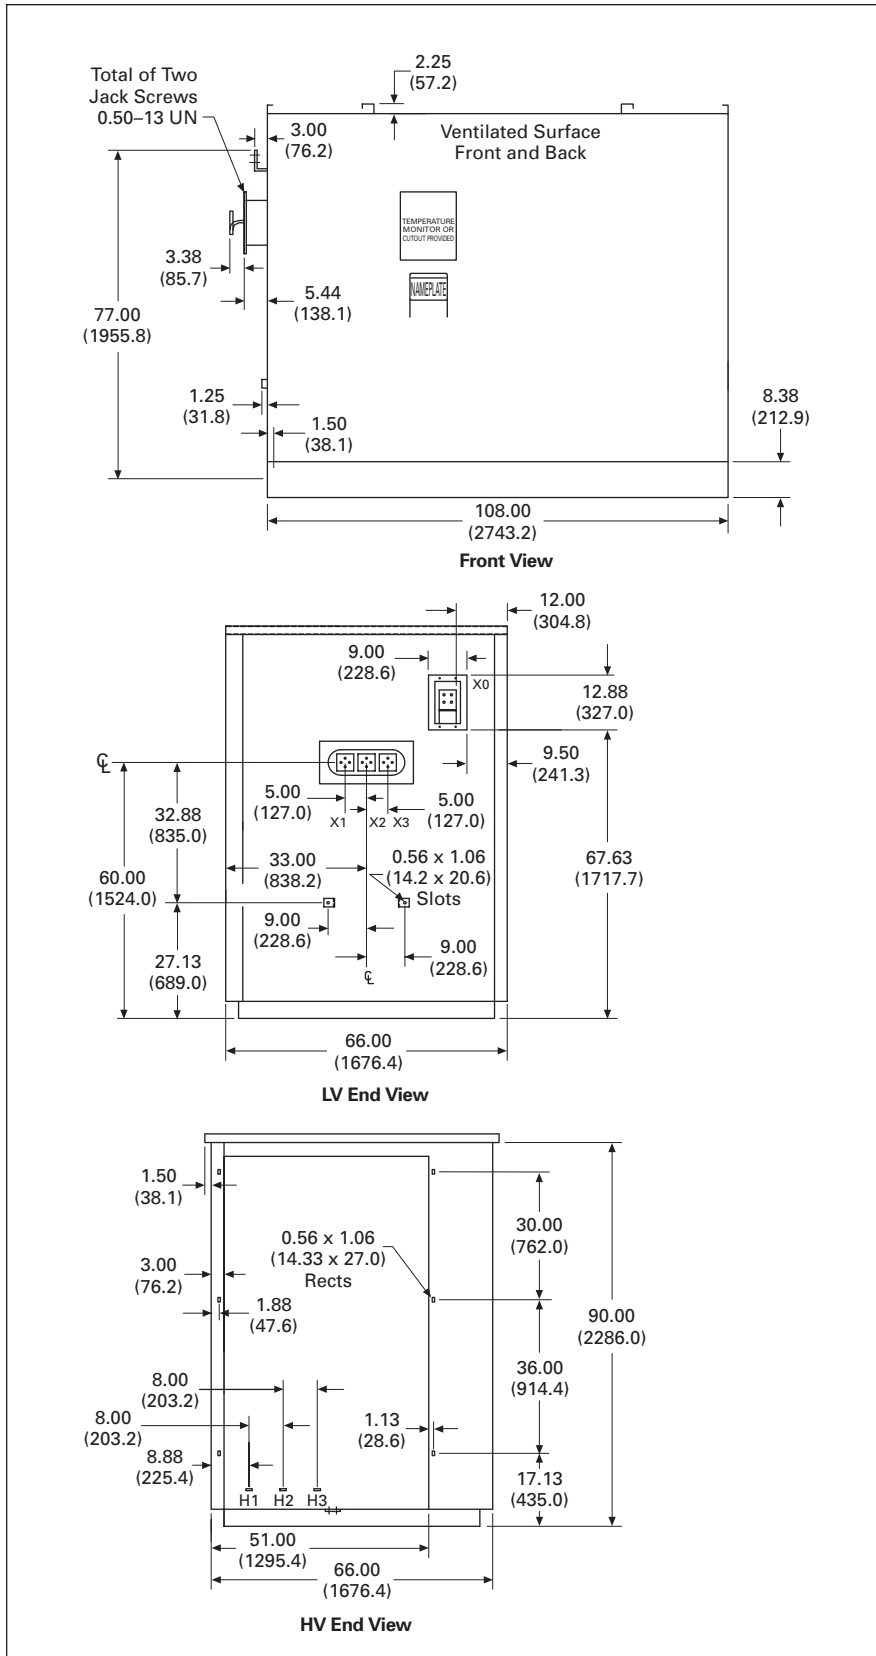 2.25
(57.2)
Total of Two
Jack Screws
0.50–13 UN
3.00
(76.2)
Ventilated Surface
Front and Back
TEMPERATURE
MONITOR OR
CUTOUT PROVIDED
3.38
(85.7)
NAMEPLATE
5.44
(138.1)
77.00
(1955.8)
1.25
(31.8)
1.50
(38.1)
8.38
(212.9)
108.00
(2743.2)
Front View
12.00
(304.8)
9.00
(228.6)
X0
12.88
(327.0)
℄
9.50
(241.3)
5.00
(127.0)
X1
X2
X3
5.00
(127.0)
32.88
(835.0)
33.00
(838.2)
0.56 x 1.06
(14.2 x 20.6)
Slots
67.63
(1717.7)
60.00
(1524.0)
9.00
(228.6)
9.00
(228.6)
27.13
(689.0)
℄
66.00
(1676.4)
LV End View
1.50
(38.1)
30.00
(762.0)
0.56 x 1.06
(14.33 x 27.0)
Rects
3.00
(76.2)
1.88
(47.6)
90.00
(2286.0)
36.00
(914.4)
8.00
(203.2)
8.00
(203.2)
1.13
(28.6)
8.88
(225.4)
17.13
(435.0)
H1
H2
H3
51.00
(1295.4)
66.00
(1676.4)
HV End View